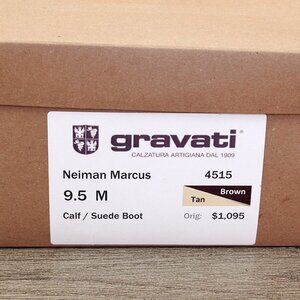 gravati®
CALZATURA ARTIGIANA DAL 1909
Neiman Marcus 4515
Brown
9.5 M Tan
Calf / Suede Boot Orig: $1,095